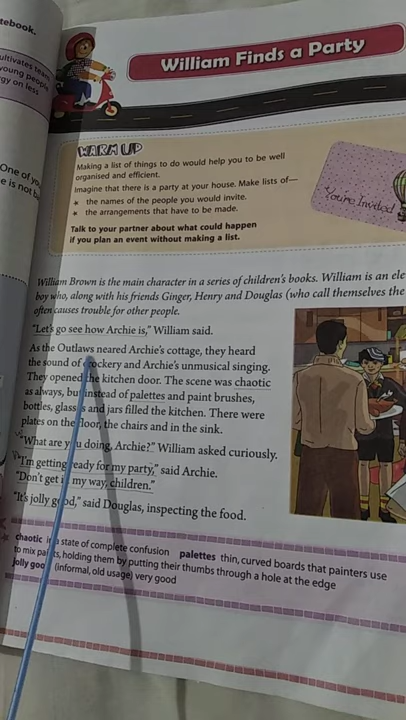 tebook.
ultivates team
young people
gy on less
One of yo
e is not b
William Finds a Party
WARM UP
Making a list of things to do would help you to be well
organised and efficient.
Imagine that there is a party at your house. Make lists of—
* the names of the people you would invite.
* the arrangements that have to be made.
Talk to your partner about what could happen
if you plan an event without making a list.
You're Invited
William Brown is the main character in a series of children's books. William is an ele
boy who, along with his friends Ginger, Henry and Douglas (who call themselves the
often causes trouble for other people.
"Let's go see how Archie is," William said.
As the Outlaws neared Archie's cottage, they heard
the sound of crockery and Archie's unmusical singing.
They opened the kitchen door. The scene was chaotic
as always, but instead of palettes and paint brushes,
bottles, glasses and jars filled the kitchen. There were
plates on the floor, the chairs and in the sink.
"What are you doing, Archie?" William asked curiously.
"I'm getting ready for my party," said Archie.
"Don't get in my way, children."
"It's jolly good," said Douglas, inspecting the food.
chaotic in a state of complete confusion palettes thin, curved boards that painters use
to mix paints, holding them by putting their thumbs through a hole at the edge
jolly good (informal, old usage) very good